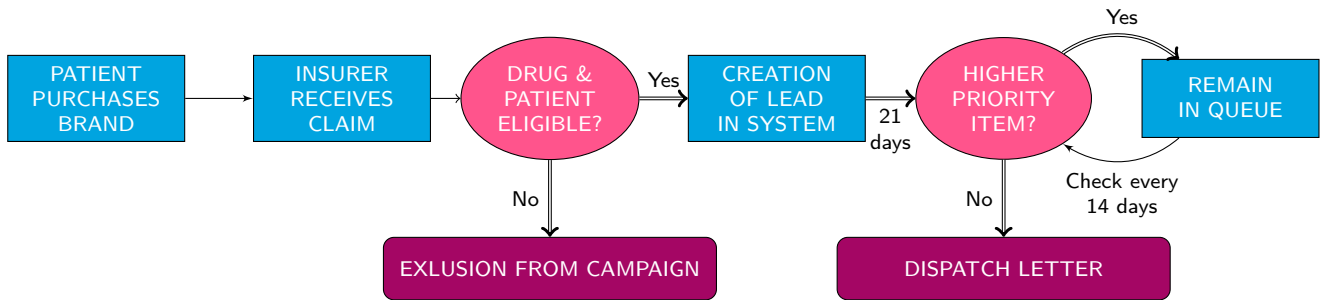 PATIENT
PURCHASES
BRAND
INSURER
RECEIVES
CLAIM
DRUG &
PATIENT
ELIGIBLE?
Yes
CREATION
OF LEAD
IN SYSTEM
21
days
HIGHER
PRIORITY
ITEM?
Yes
REMAIN
IN QUEUE
Check every
14 days
No
No
EXLUSION FROM CAMPAIGN
DISPATCH LETTER